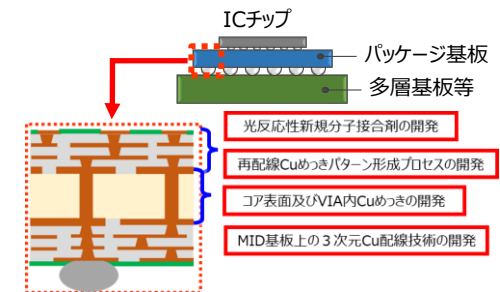 ICチップ
パッケージ基板
多層基板等
光反応性新規分子接合剤の開発
再配線Cuめっきパターン形成プロセスの開発
コア表面及びVIA内Cuめっきの開発
MID基板上の３次元Cu配線技術の開発